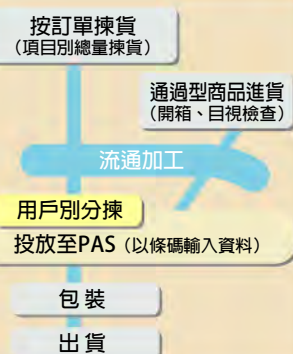 按訂單揀貨
（項目別總量揀貨）
通過型商品進貨
（開箱、目視檢查）
流通加工
用戶別分揀
投放至PAS（以條碼輸入資料）
包裝
出貨